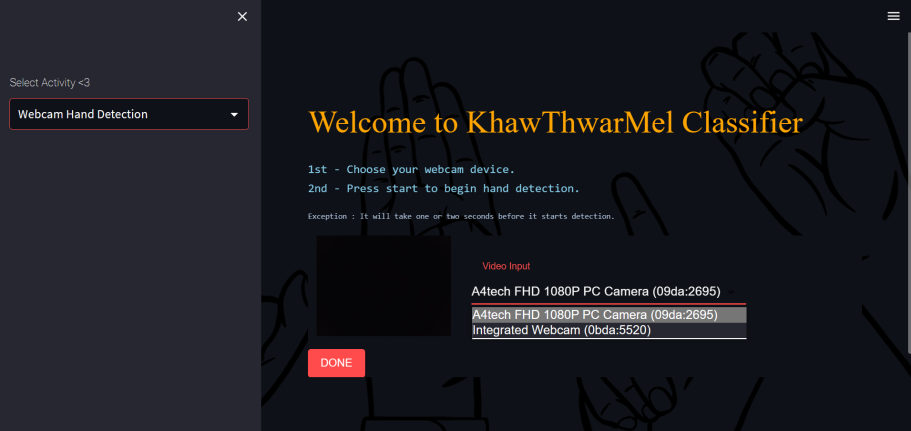 Select Activity <3
Webcam Hand Detection
Welcome to KhawThwarMel Classifier
1st - Choose your webcam device.
2nd - Press start to begin hand detection.
Exception : It will take one or two seconds before it starts detection.
Video Input
A4tech FHD 1080P PC Camera (09da:2695)
A4tech FHD 1080P PC Camera (09da:2695)
Integrated Webcam (0bda:5520)
DONE